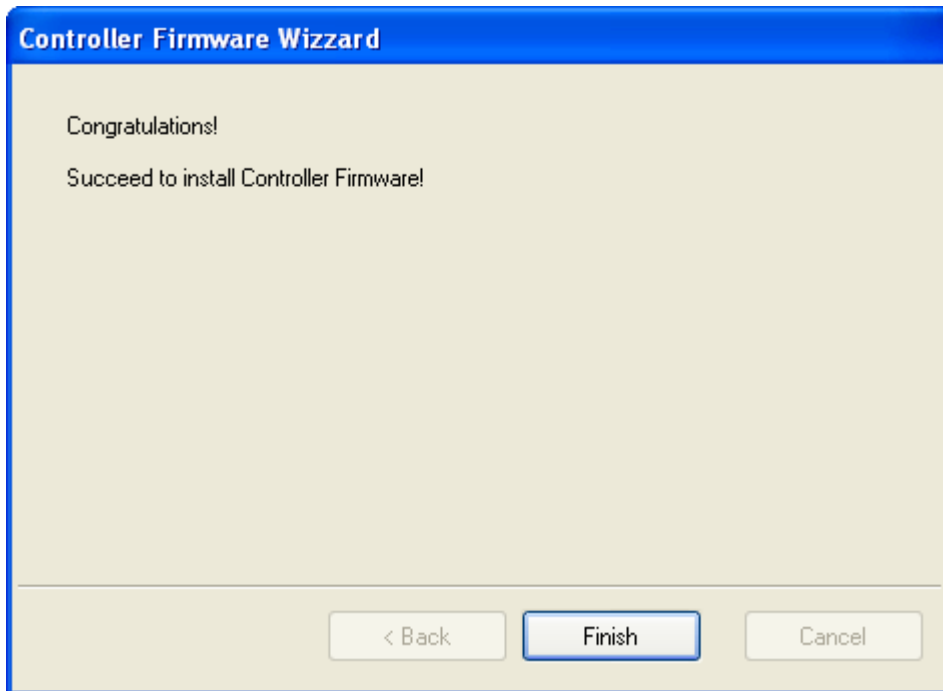 Controller Firmware Wizzard
Congratulations!
Succeed to install Controller Firmware!
< Back Finish Cancel